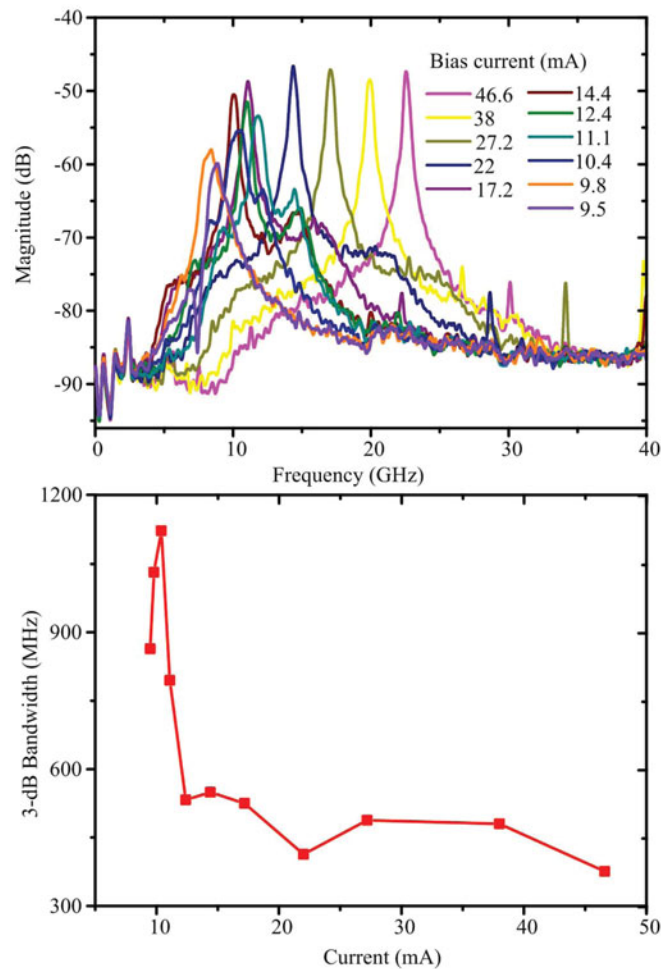 -40
-50
-60
-70
-80
-90
Magnitude (dB)
Bias current (mA)
46.6 14.4
38 12.4
27.2 11.1
22 10.4
17.2 9.8
9.5
0 10 20 30 40
Frequency (GHz)
1200
900
600
300
3-dB Bandwidth (MHz)
10 20 30 40 50
Current (mA)